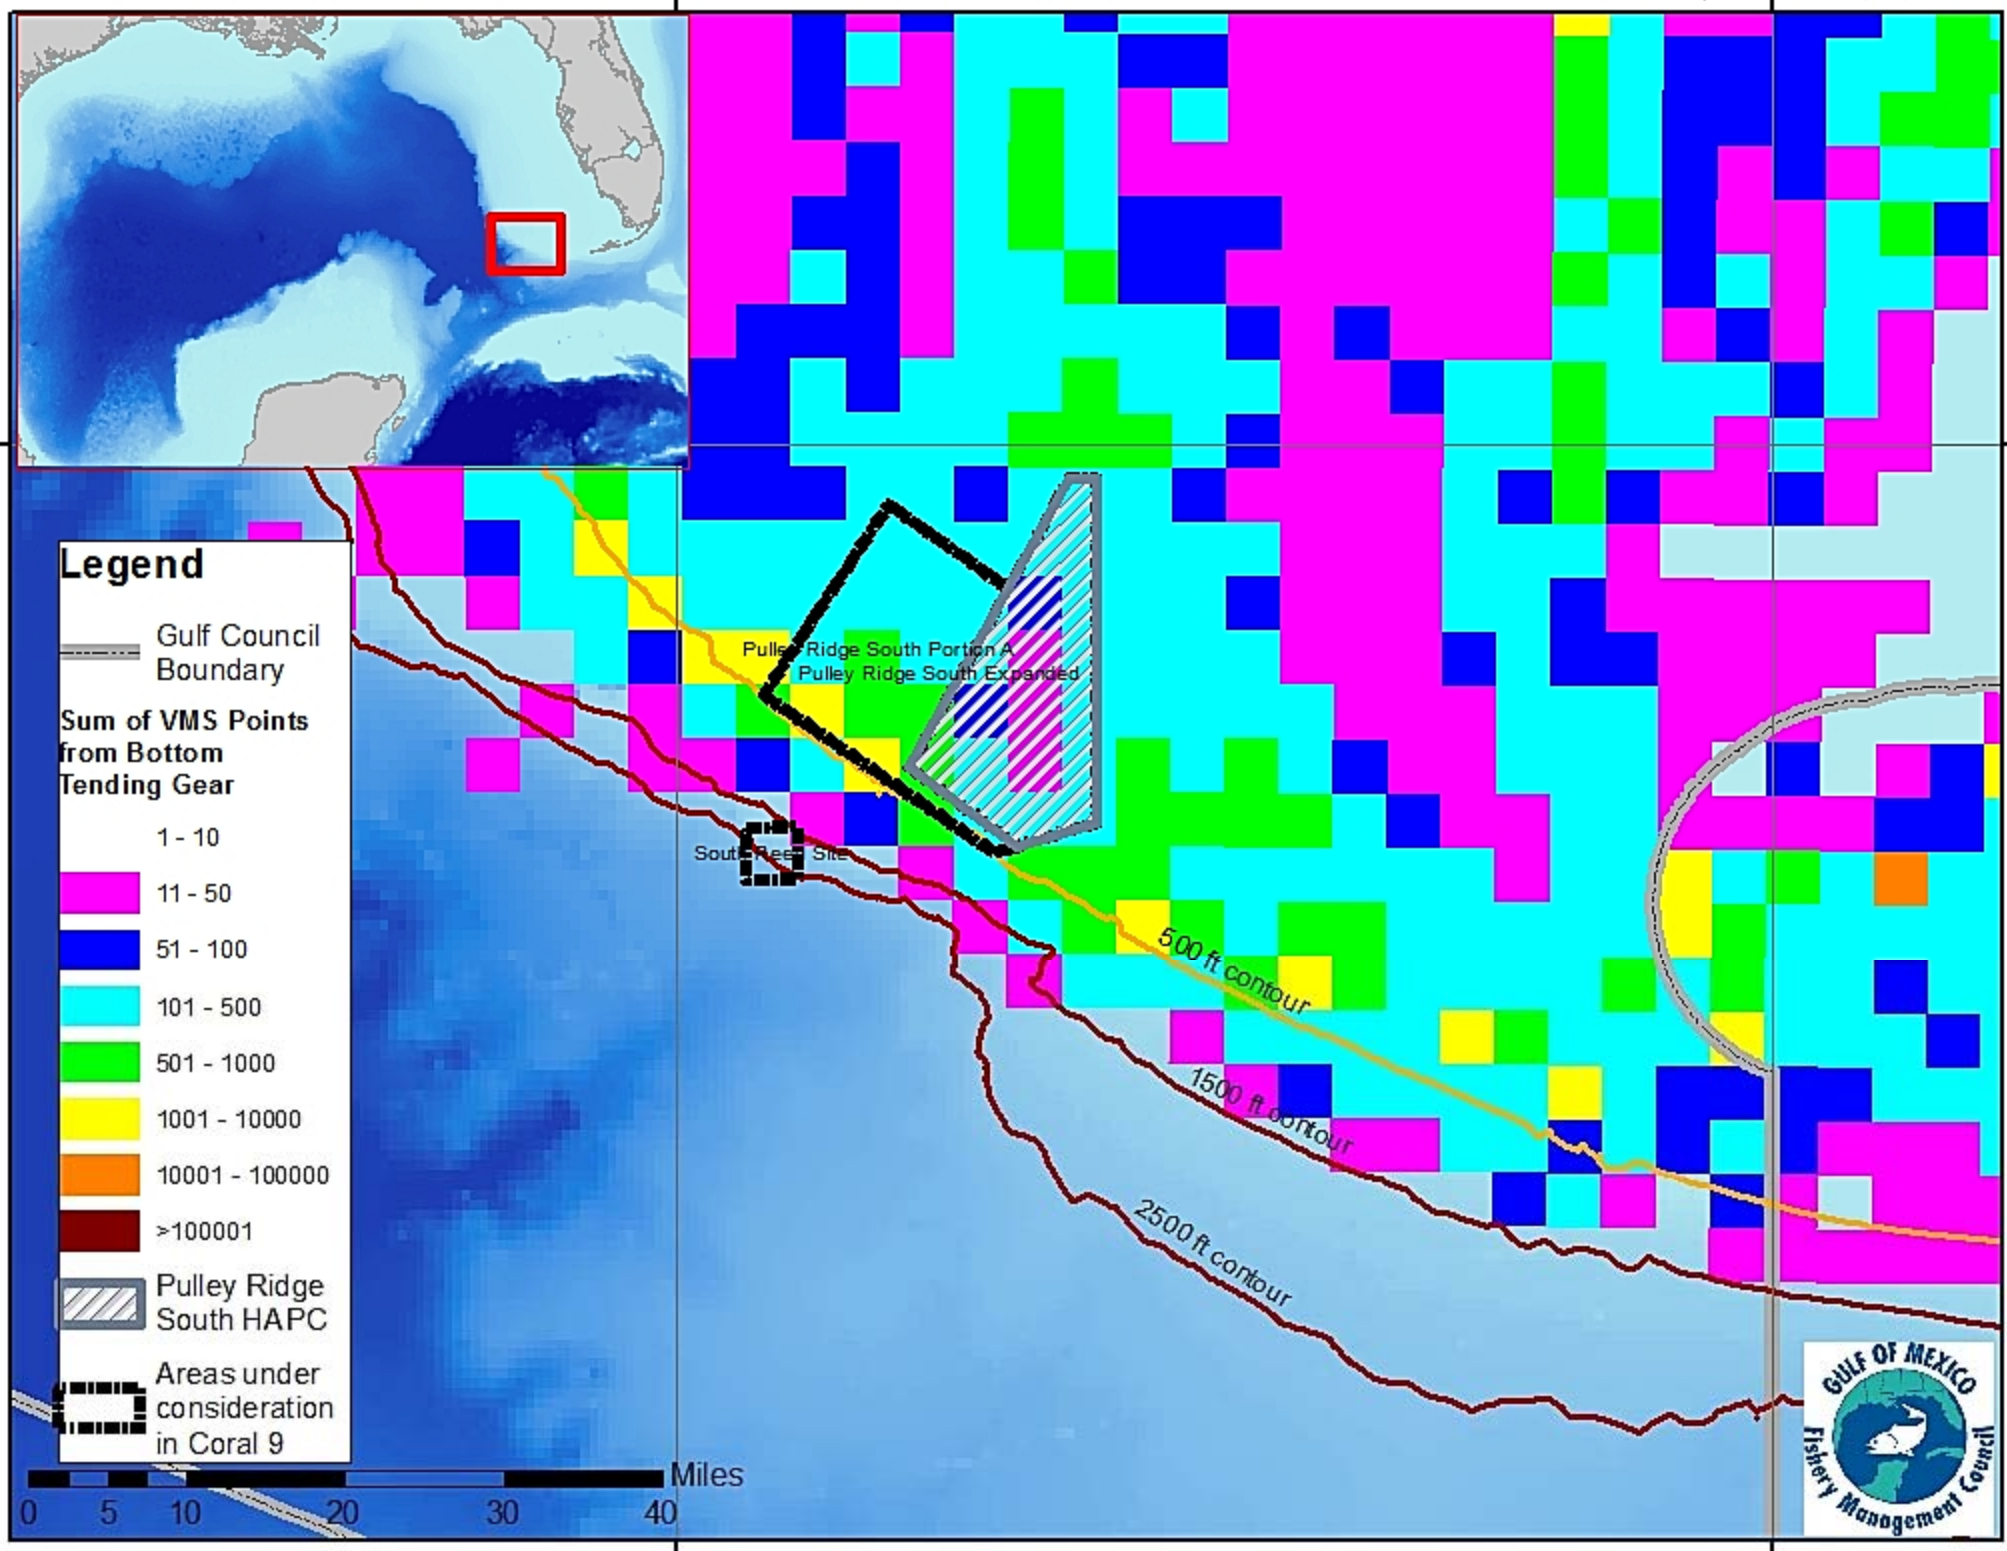 Legend
Gulf Council
Boundary
Sum of VMS Points
from Bottom
Tending Gear
1 - 10
11 - 50
51 - 100
101 - 500
501 - 1000
1001 - 10000
10001 - 100000
>100001
Pulley Ridge
South HAPC
Areas under
consideration
in Coral 9
0 5 10 20 30 40 Miles
Pulley Ridge South Portion A
Pulley Ridge South Expanded
South Reed Site
500 ft contour
1500 ft contour
2500 ft contour
GULF OF MEXICO
Fishery Management Council